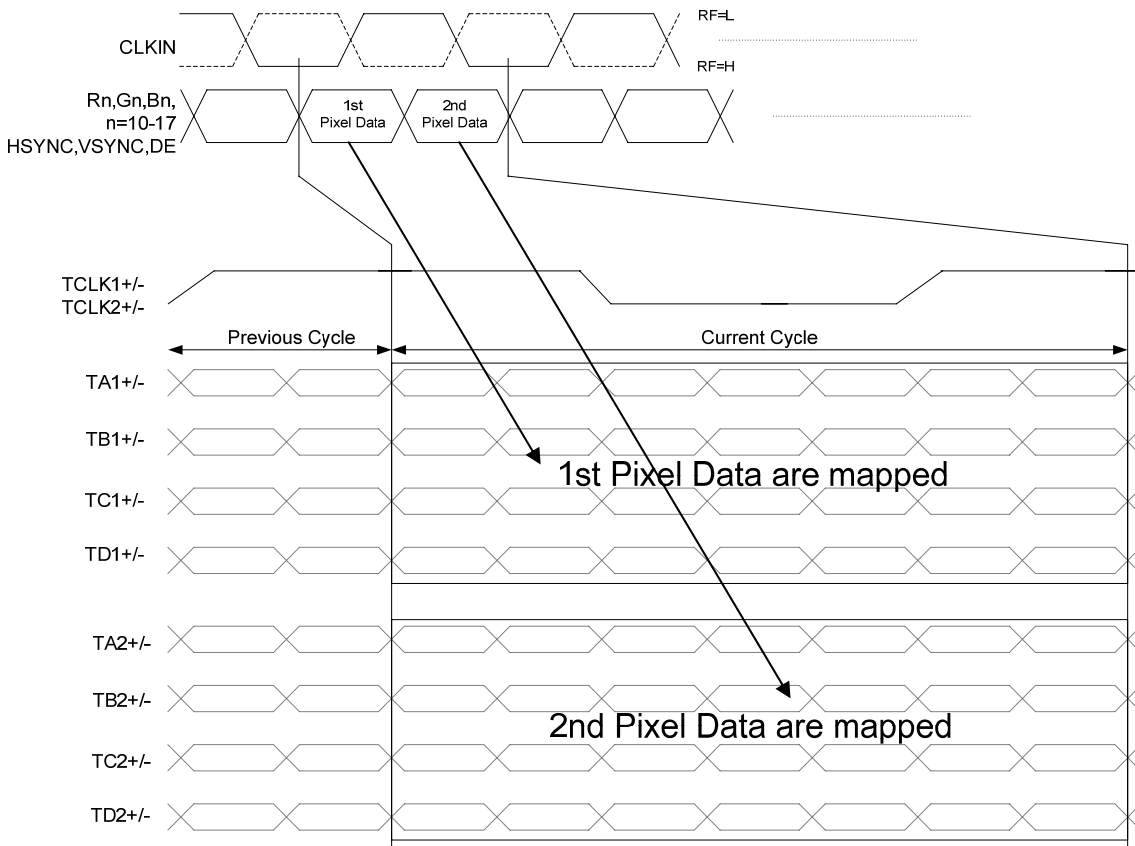 RF=L
CLKIN
RF=H
Rn,Gn,Bn,
n=10-17
HSYNC,VSYNC,DE
1st
Pixel Data
2nd
Pixel Data
TCLK1+/-
TCLK2+/-
Previous Cycle
Current Cycle
TA1+/-
TB1+/-
1st Pixel Data are mapped
TC1+/-
TD1+/-
TA2+/-
TB2+/-
2nd Pixel Data are mapped
TC2+/-
TD2+/-